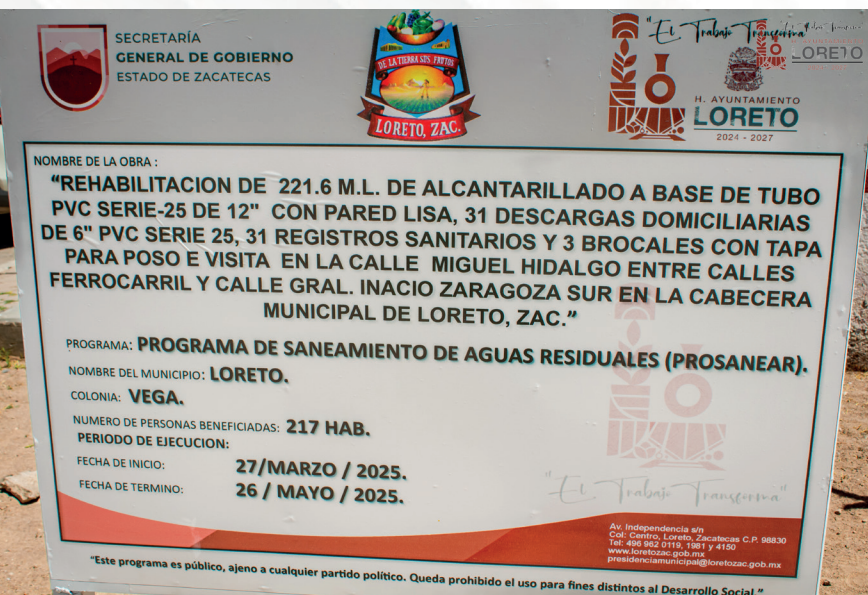 SECRETARÍA
GENERAL DE GOBIERNO
ESTADO DE ZACATECAS
DE LA TIERRA SUS FRUTOS
LORETO, ZAC.
"El Trabajo Transforma"
H. AYUNTAMIENTO
LORETO
2024 - 2027
LORETO
NOMBRE DE LA OBRA :
"REHABILITACION DE 221.6 M.L. DE ALCANTARILLADO A BASE DE TUBO
PVC SERIE-25 DE 12" CON PARED LISA, 31 DESCARGAS DOMICILIARIAS
DE 6" PVC SERIE 25, 31 REGISTROS SANITARIOS Y 3 BROCALES CON TAPA
PARA POSO E VISITA EN LA CALLE MIGUEL HIDALGO ENTRE CALLES
FERROCARRIL Y CALLE GRAL. INACIO ZARAGOZA SUR EN LA CABECERA
MUNICIPAL DE LORETO, ZAC."
PROGRAMA: PROGRAMA DE SANEAMIENTO DE AGUAS RESIDUALES (PROSANEAR).
NOMBRE DEL MUNICIPIO: LORETO.
COLONIA: VEGA.
NUMERO DE PERSONAS BENEFICIADAS: 217 HAB.
PERIODO DE EJECUCION:
FECHA DE INICIO: 27/MARZO / 2025.
FECHA DE TERMINO: 26 / MAYO / 2025.
"El Trabajo Transforma"
Av. Independencia s/n
Col: Centro, Loreto, Zacatecas C.P. 98830
Tel: 496 962 0119, 1981 y 4150
www.loretozac.gob.mx
presidenciamunicipal@loretozac.gob.mx
"Este programa es público, ajeno a cualquier partido político. Queda prohibido el uso para fines distintos al Desarrollo Social."